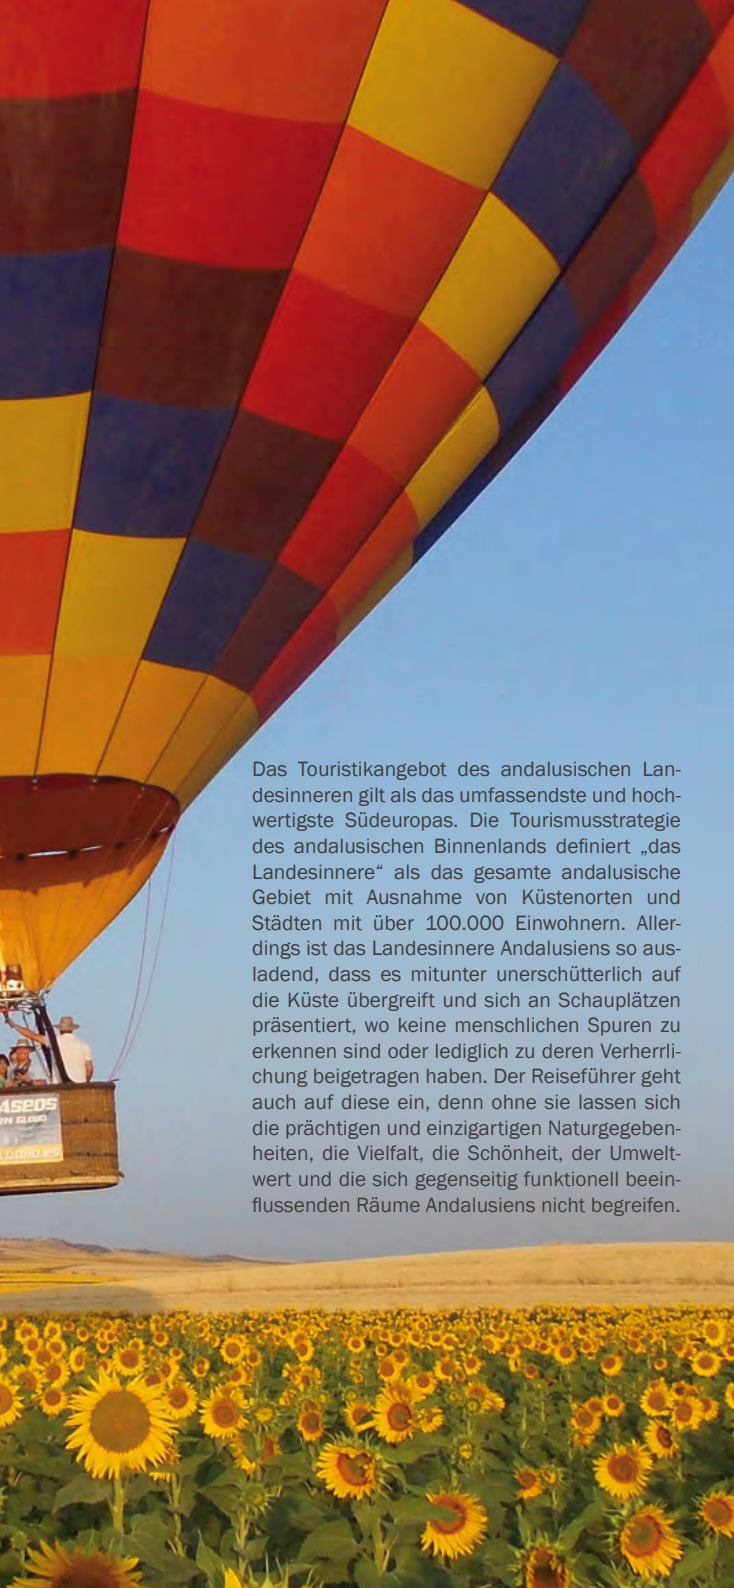 Das Touristikangebot des andalusischen Lan-
desinneren gilt als das umfassendste und hoch-
wertigste Südeuropas. Die Tourismusstrategie
des andalusischen Binnenlands definiert „das
Landesinnere“ als das gesamte andalusische
Gebiet mit Ausnahme von Küstenorten und
Städten mit über 100.000 Einwohnern. Aller-
dings ist das Landesinnere Andalusiens so aus-
ladend, dass es mitunter unerschütterlich auf
die Küste übergreift und sich an Schauplätzen
präsentiert, wo keine menschlichen Spuren zu
erkennen sind oder lediglich zu deren Verherrli-
chung beigetragen haben. Der Reiseführer geht
auch auf diese ein, denn ohne sie lassen sich
die prächtigen und einzigartigen Naturgegeben-
heiten, die Vielfalt, die Schönheit, der Umwelt-
wert und die sich gegenseitig funktionell beein-
flussenden Räume Andalusiens nicht begreifen.